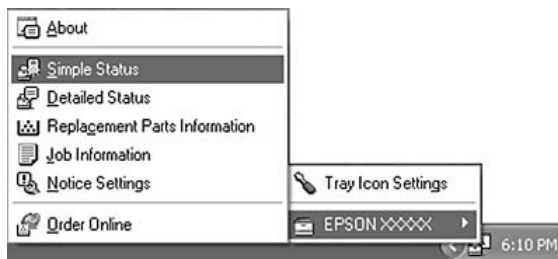 About
Simple Status
Detailed Status
Replacement Parts Information
Job Information
Notice Settings
Order Online
Tray Icon Settings
EPSON XXXXX
6:10 PM